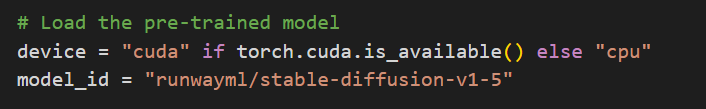 # Load the pre-trained model
device = "cuda" if torch.cuda.is_available() else "cpu"
model_id = "runwayml/stable-diffusion-v1-5"